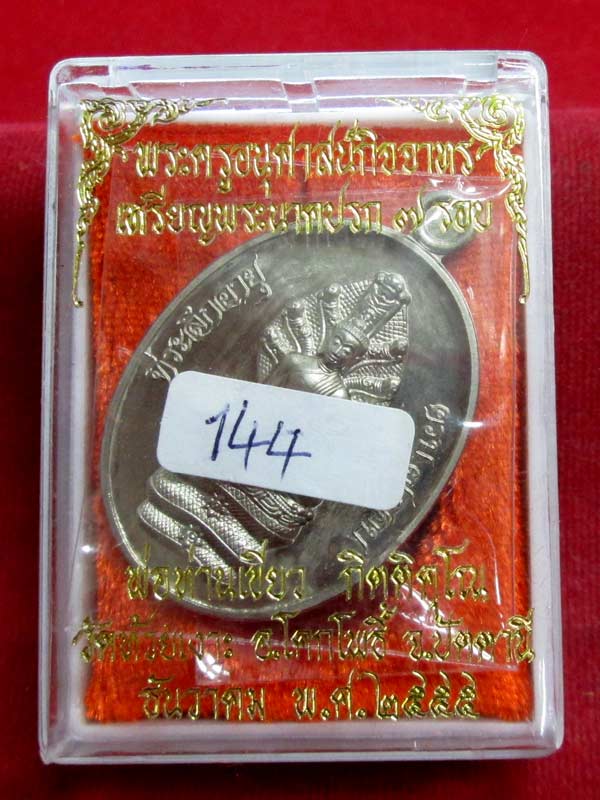 พระครูอนุศาสน์กิจจาทร
เหรียญพระนาคปรก ๗ รอบ
144
พ่อท่านเขียว กิตติคุโณ
วัดห้วยเงาะ อ.โคกโพธิ์ จ.ปัตตานี
ธันวาคม พ.ศ.๒๕๕๕